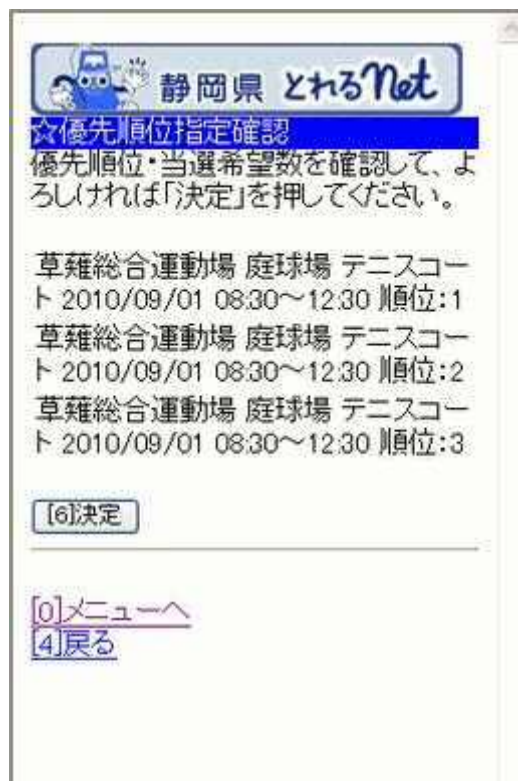 静岡県 とれるNet
☆優先順位指定確認
優先順位・当選希望数を確認して、よ
ろしければ「決定」を押してください。
草薙総合運動場 庭球場 テニスコー
ト 2010/09/01 08:30～12:30 順位:1
草薙総合運動場 庭球場 テニスコー
ト 2010/09/01 08:30～12:30 順位:2
草薙総合運動場 庭球場 テニスコー
ト 2010/09/01 08:30～12:30 順位:3
[6]決定
[0]メニューへ
[4]戻る